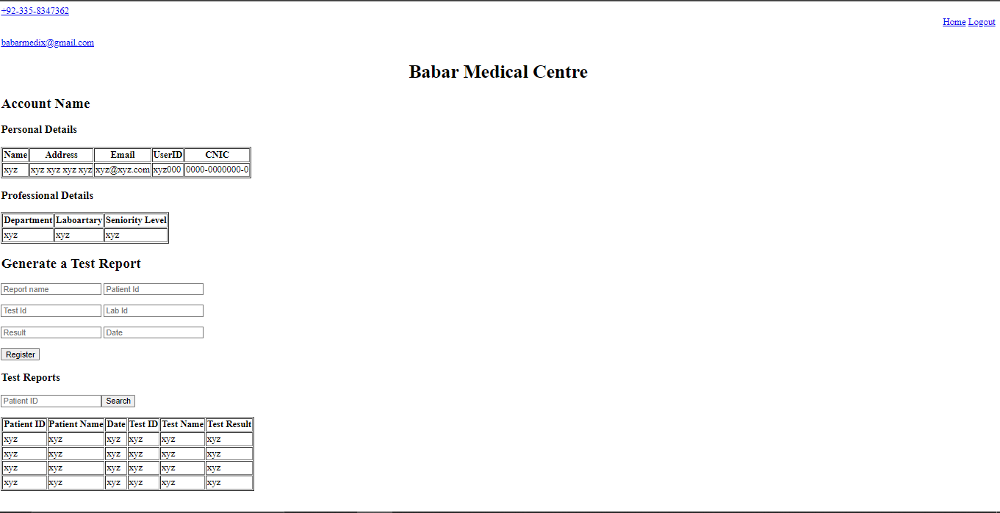 +92-335-8347362
Home Logout
babarmedix@gmail.com
Babar Medical Centre
Account Name
Personal Details
Name Address Email UserID CNIC
xyz xyz xyz xyz xyz xyz@xyz.com xyz000 0000-0000000-0
Professional Details
Department Laboartary Seniority Level
xyz xyz xyz
Generate a Test Report
Report name Patient Id
Test Id Lab Id
Result Date
Register
Test Reports
Patient ID Search
Patient ID Patient Name Date Test ID Test Name Test Result
xyz xyz xyz xyz xyz xyz
xyz xyz xyz xyz xyz xyz
xyz xyz xyz xyz xyz xyz
xyz xyz xyz xyz xyz xyz